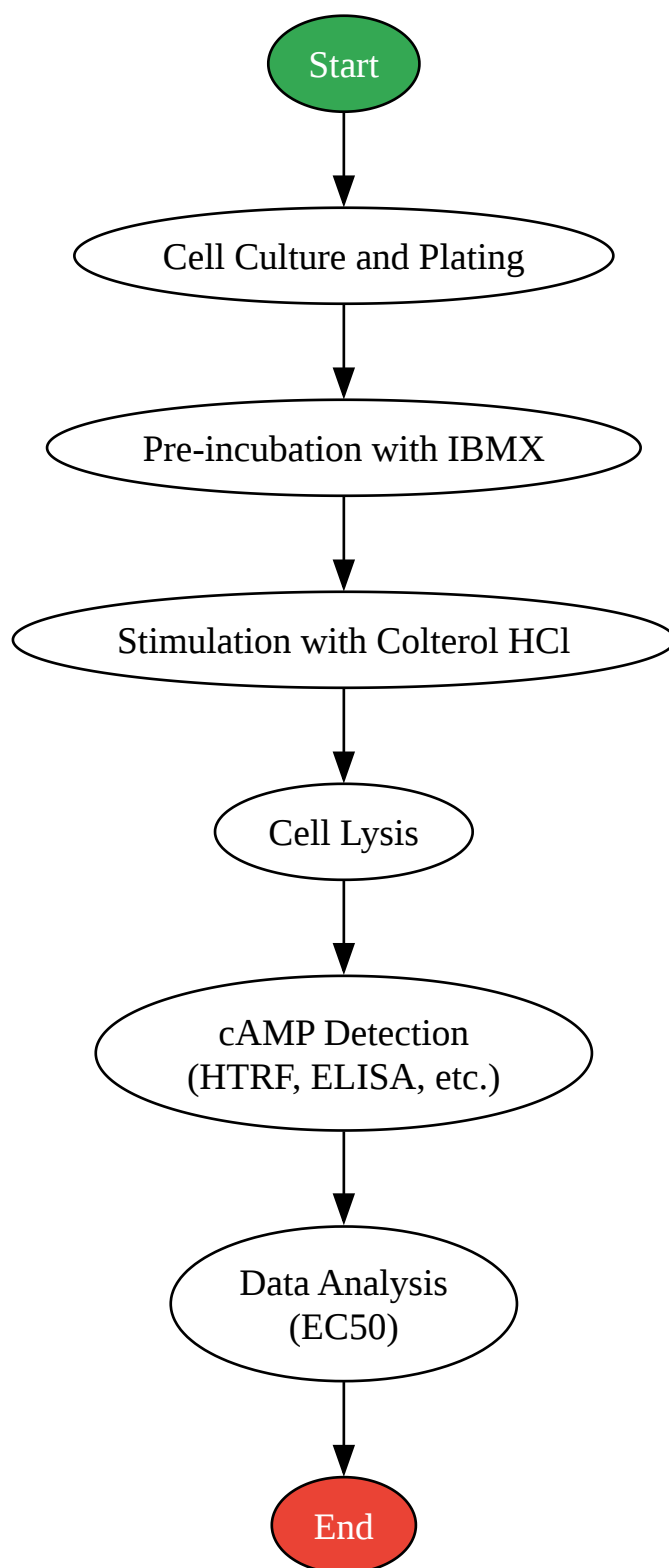 Start
Cell Culture and Plating
Pre-incubation with IBMX
Stimulation with Colterol HCl
Cell Lysis
cAMP Detection
(HTRF, ELISA, etc.)
Data Analysis
(EC50)
End